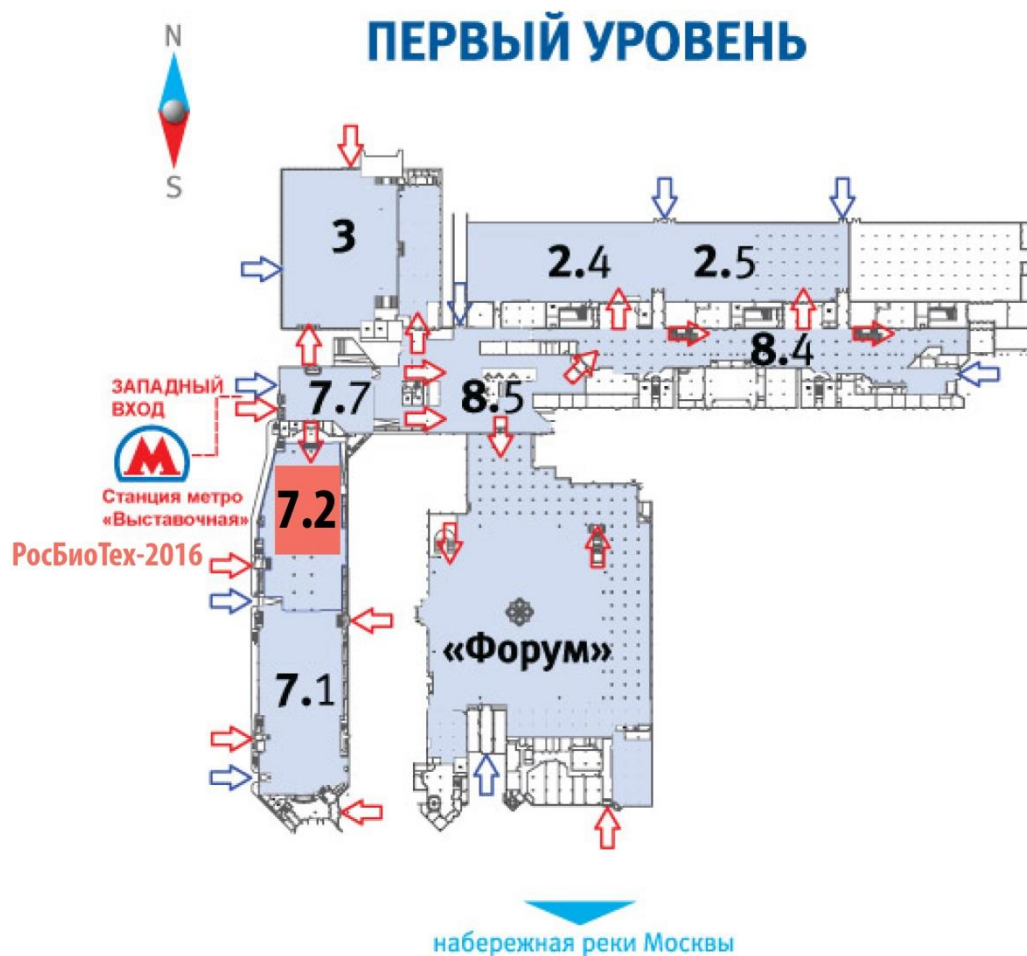 N
ПЕРВЫЙ УРОВЕНЬ
S
3
2.4
2.5
8.4
ЗАПАДНЫЙ
ВХОД
7.7
8.5
М
Станция метро
«Выставочная»
7.2
РосБиоТех-2016
«Форум»
7.1
набережная реки Москвы